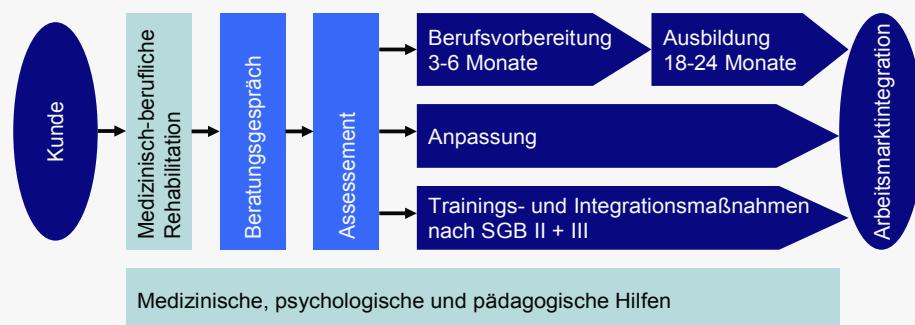 Kunde
Medizinisch-berufliche
Rehabilitation
Beratungsgespräch
Assessement
Berufsvorbereitung
3-6 Monate
Ausbildung
18-24 Monate
Anpassung
Trainings- und Integrationsmaßnahmen
nach SGB II + III
Arbeitsmarktintegration
Medizinische, psychologische und pädagogische Hilfen